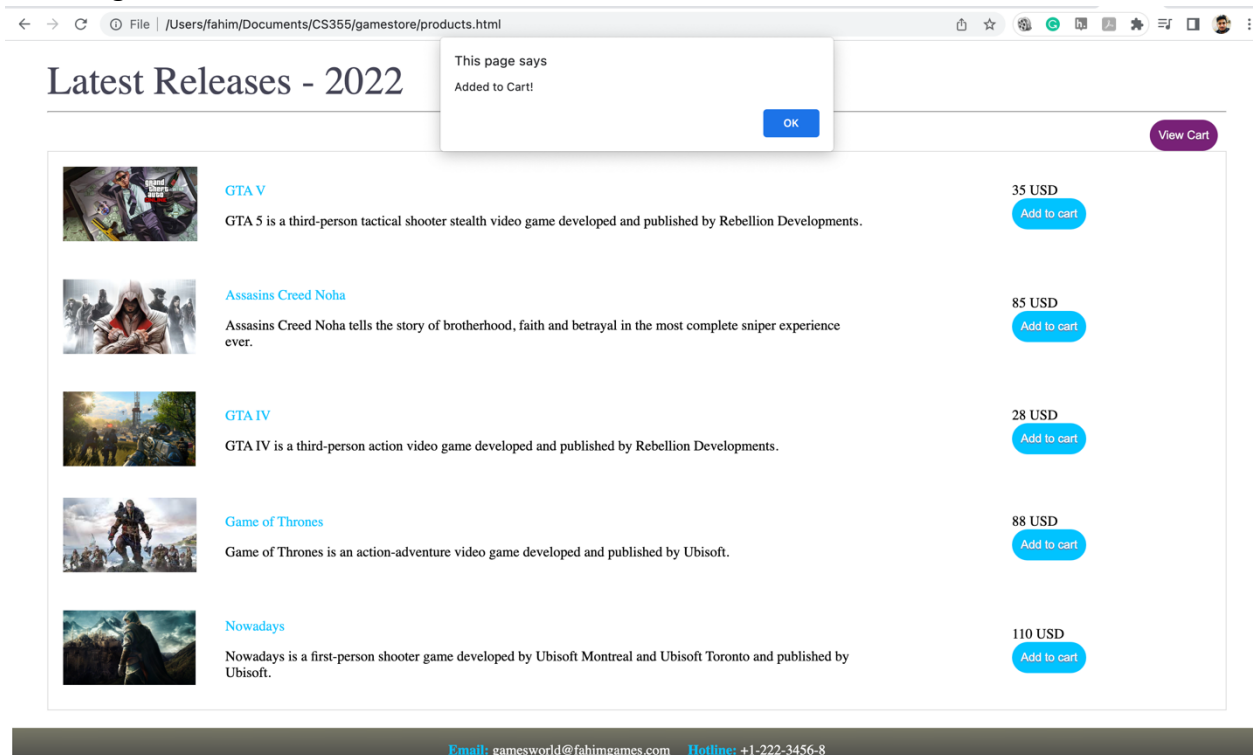 File | /Users/fahim/Documents/CS355/gamestore/products.html
This page says
Added to Cart!
OK
Latest Releases - 2022
View Cart
grand theft auto
GTA V
GTA 5 is a third-person tactical shooter stealth video game developed and published by Rebellion Developments.
35 USD
Add to cart
Assasins Creed Noha
Assasins Creed Noha tells the story of brotherhood, faith and betrayal in the most complete sniper experience
ever.
85 USD
Add to cart
GTA IV
GTA IV is a third-person action video game developed and published by Rebellion Developments.
28 USD
Add to cart
Game of Thrones
Game of Thrones is an action-adventure video game developed and published by Ubisoft.
88 USD
Add to cart
Nowadays
Nowadays is a first-person shooter game developed by Ubisoft Montreal and Ubisoft Toronto and published by
Ubisoft.
110 USD
Add to cart
Email: gamesworld@fahimgames.com Hotline: +1-222-3456-8